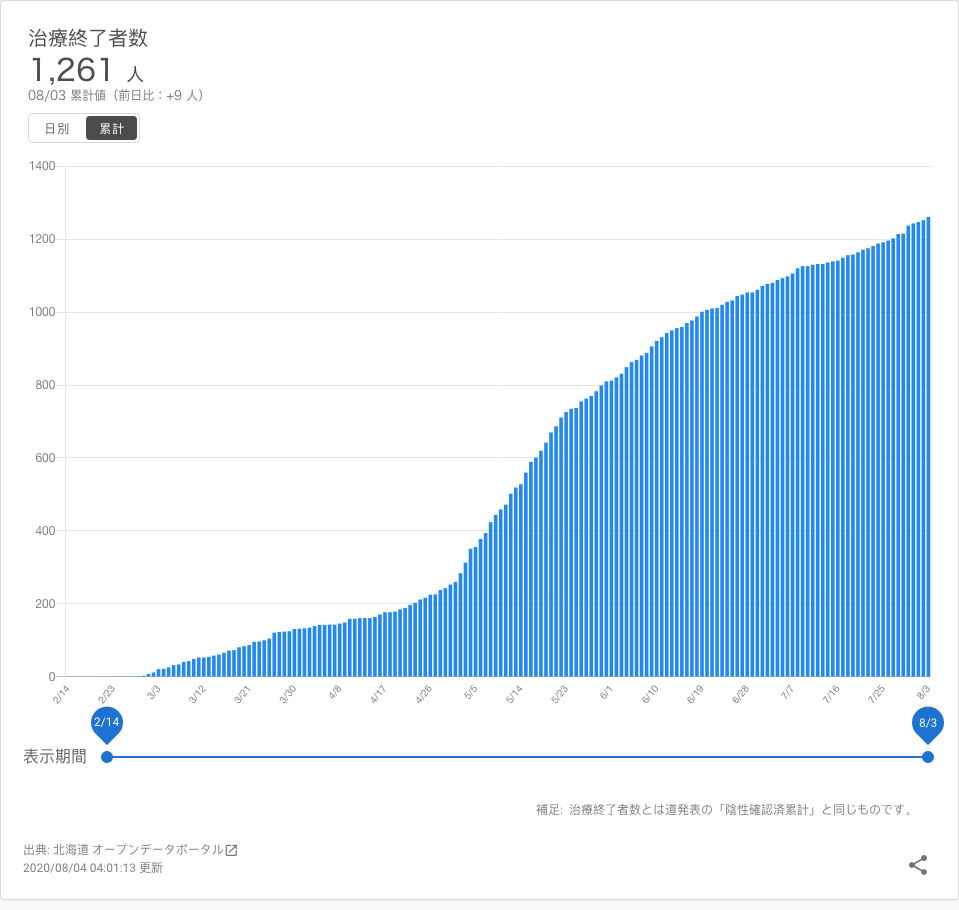 治療終了者数
1,261 人
08/03 累計値（前日比：+9 人）
日別 累計
1400
1200
1000
800
600
400
200
0
2/14 2/23 3/3 3/12 3/21 3/30 4/8 4/17 4/26 5/5 5/14 5/23 6/1 6/10 6/19 6/28 7/7 7/16 7/25 8/3
2/14 8/3
表示期間
補足: 治療終了者数とは道発表の「陰性確認済累計」と同じものです。
出典: 北海道 オープンデータポータル
2020/08/04 04:01:13 更新